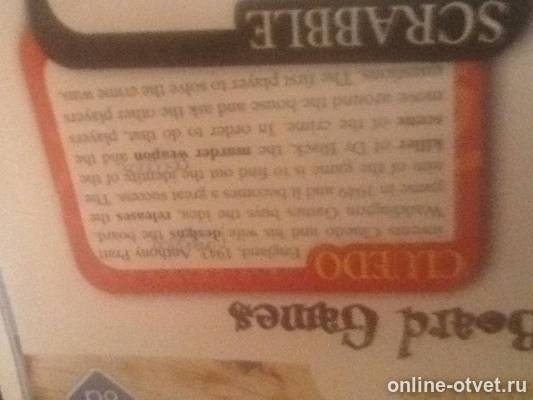 8G
Board Games
CLUEDO
England, 1943. Anthony Pratt
invents Cluedo and his wife designs the board.
Waddington Games buys the idea, releases the
game in 1949 and it becomes a great success. The
aim of the game is to find out the identity of the
killer of Dr Black, the murder weapon and the
scene of the crime. In order to do that, players
move around the house and ask the other players
questions. The first player to solve the crime wins.
SCRABBLE
online-otvet.ru